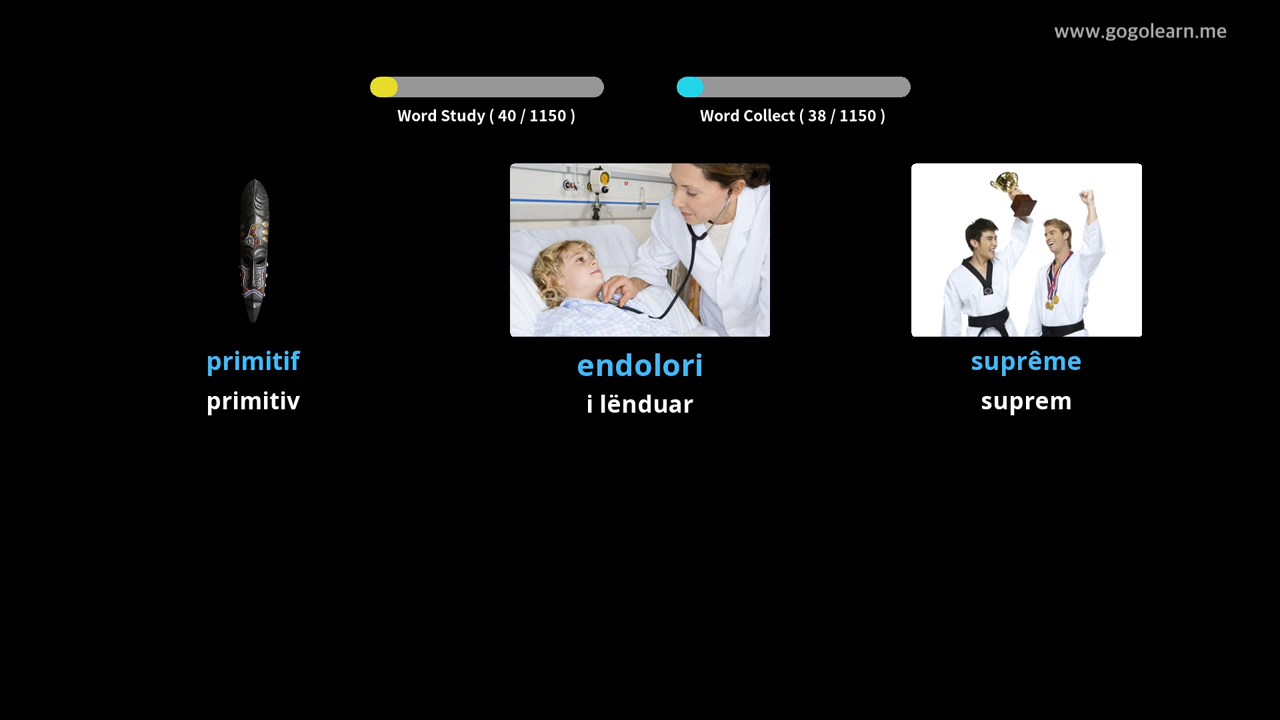 www.gogolearn.me
Word Study ( 40 / 1150 )
Word Collect ( 38 / 1150 )
primitif
primitiv
endolori
i lënduar
suprême
suprem